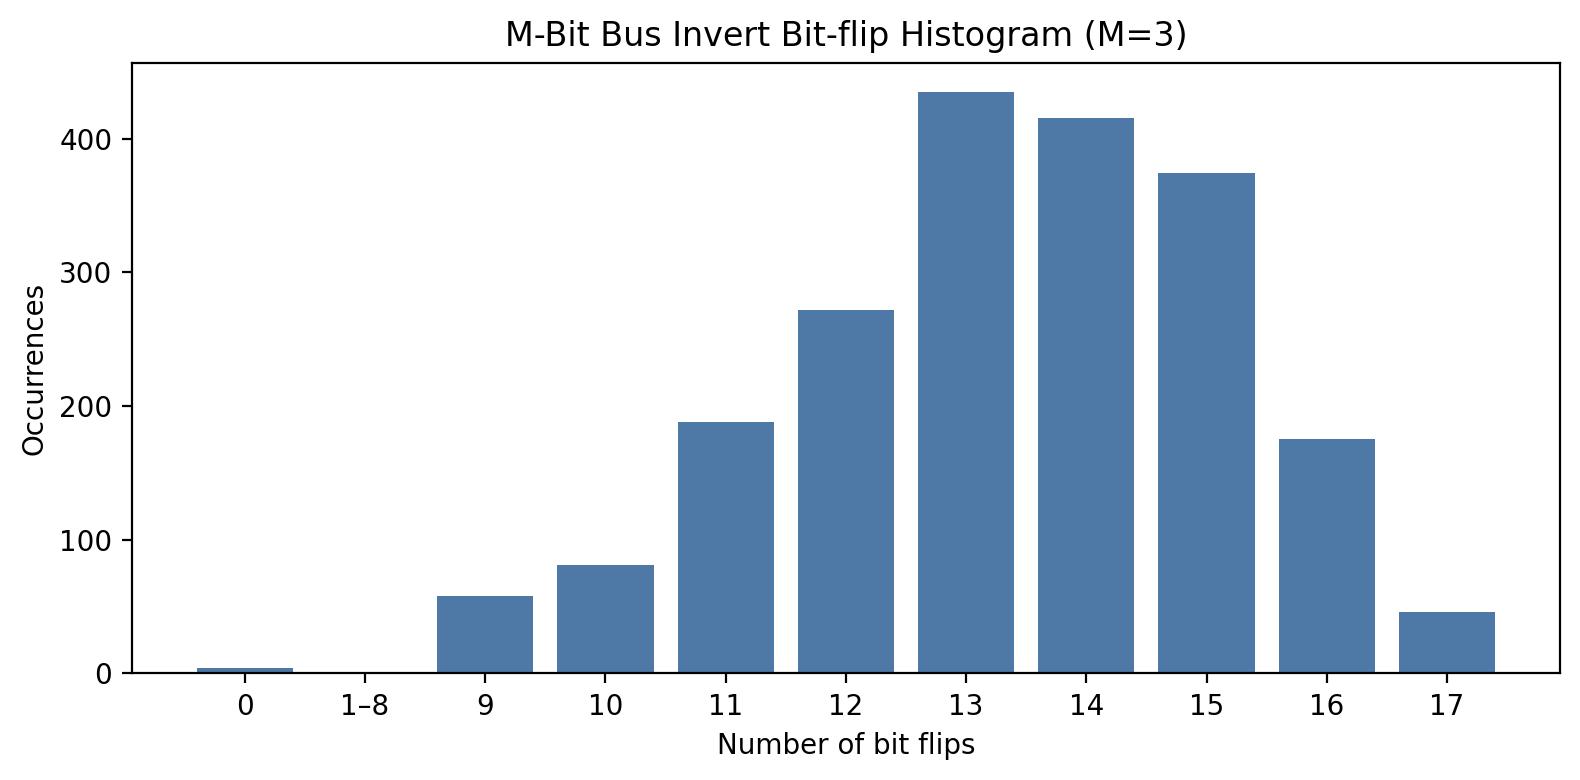 M-Bit Bus Invert Bit-flip Histogram (M=3)
Occurrences
400
300
200
100
0
0 1–8 9 10 11 12 13 14 15 16 17
Number of bit flips